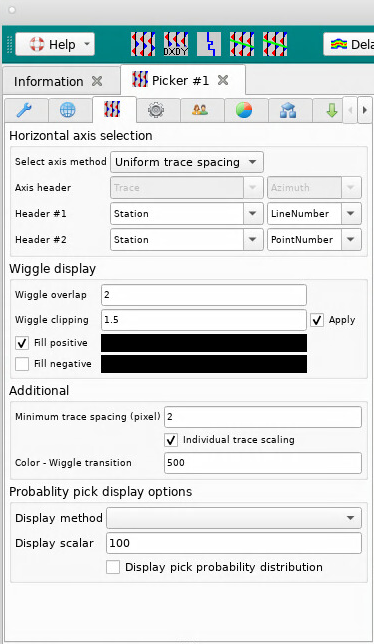 Help
DXDY
Dela
Information
Picker #1
Horizontal axis selection
Select axis method Uniform trace spacing
Axis header Trace Azimuth
Header #1 Station LineNumber
Header #2 Station PointNumber
Wiggle display
Wiggle overlap 2
Wiggle clipping 1.5 Apply
Fill positive
Fill negative
Additional
Minimum trace spacing (pixel) 2
Individual trace scaling
Color - Wiggle transition 500
Probablity pick display options
Display method
Display scalar 100
Display pick probability distribution